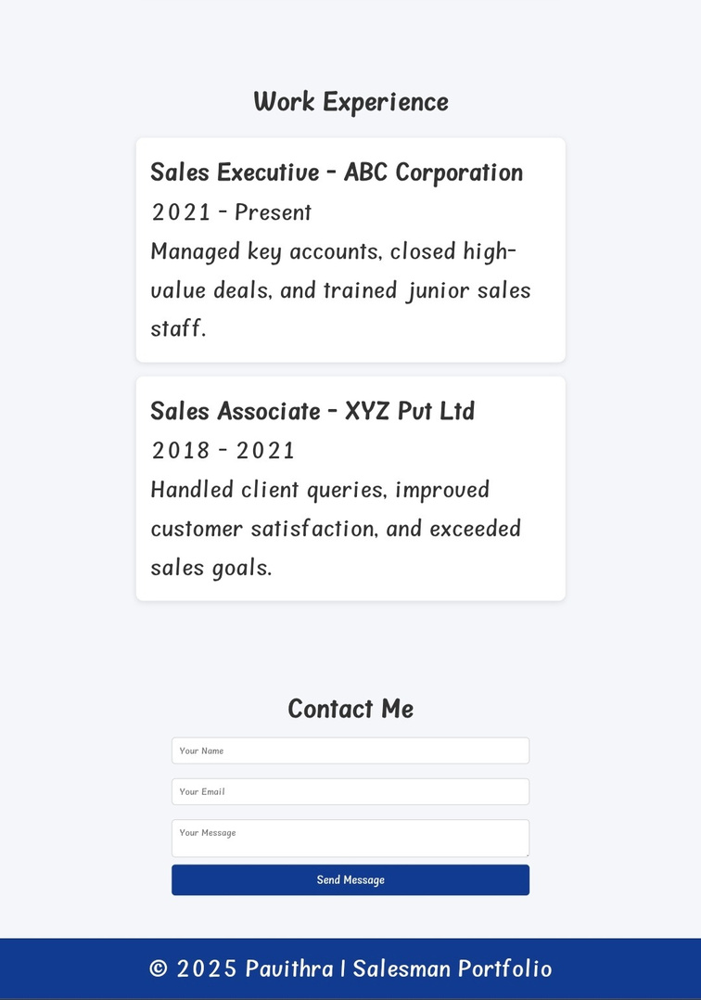 Work Experience
Sales Executive - ABC Corporation
2021 - Present
Managed key accounts, closed high-
value deals, and trained junior sales
staff.
Sales Associate - XYZ Pvt Ltd
2018 - 2021
Handled client queries, improved
customer satisfaction, and exceeded
sales goals.
Contact Me
Your Name
Your Email
Your Message
Send Message
© 2025 Pavithra | Salesman Portfolio